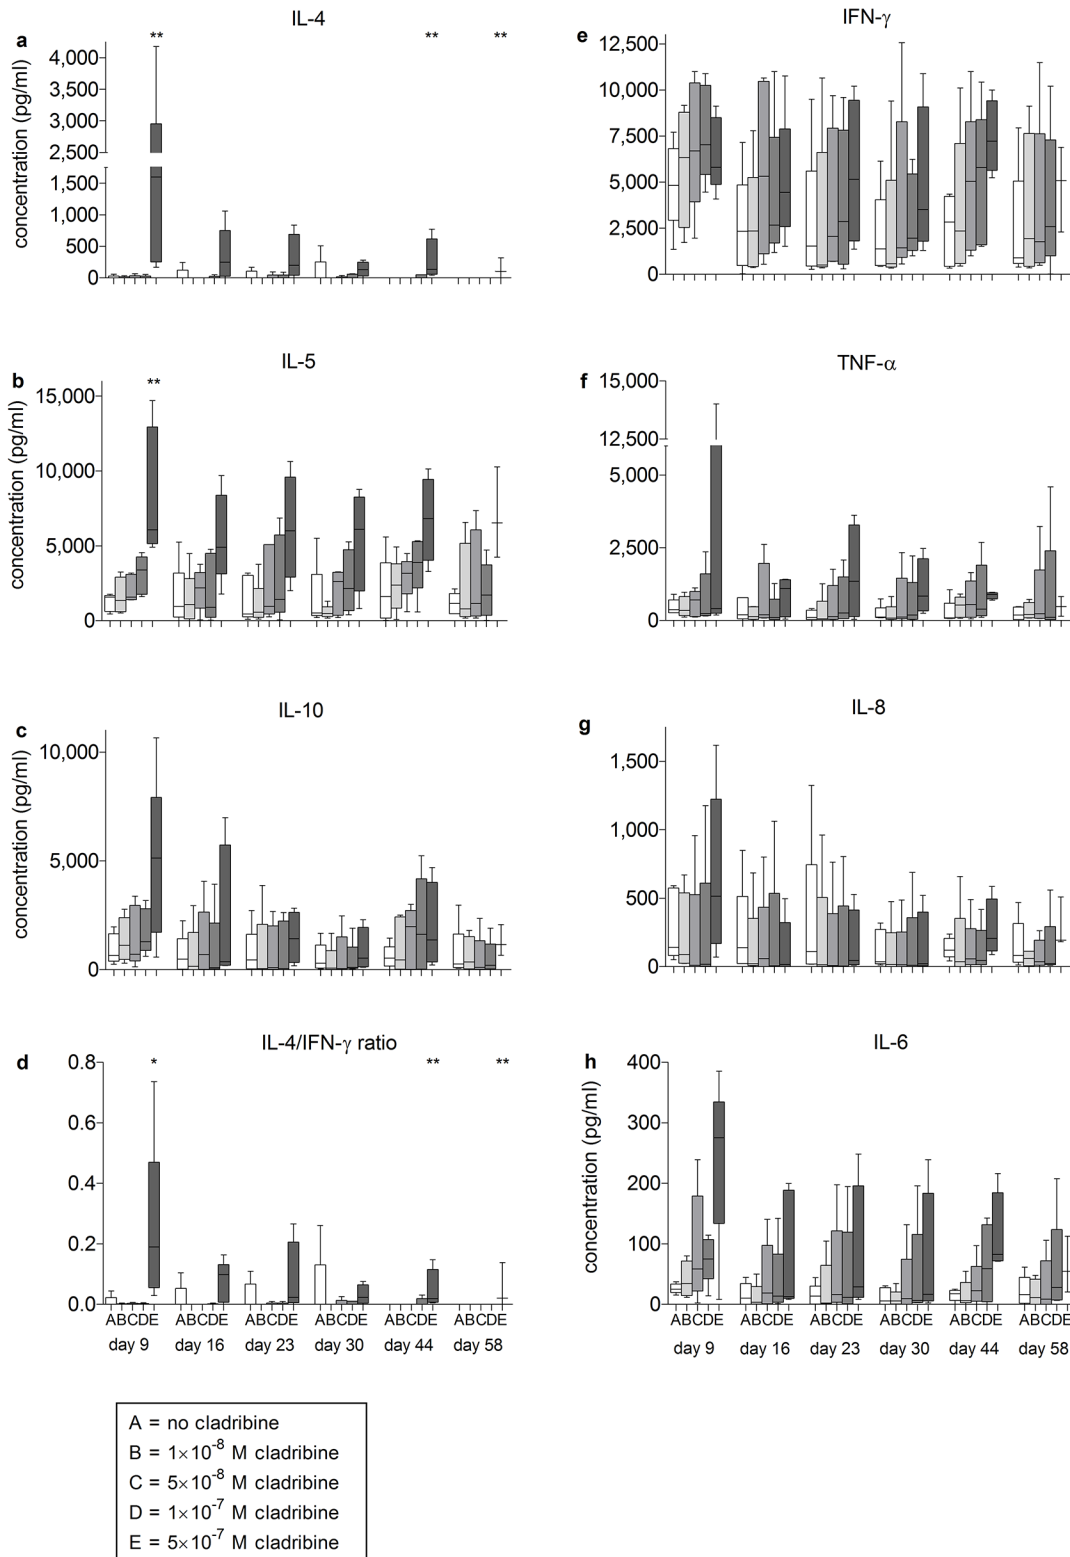 a
IL-4
**
**
**
4,000
3,000
2,500
1,500
1,000
500
0
concentration (pg/ml)
e
IFN-γ
12,500
10,000
7,500
5,000
2,500
0
b
IL-5
**
15,000
10,000
5,000
0
concentration (pg/ml)
f
TNF-α
15,000
12,500
5,000
2,500
0
c
IL-10
10,000
5,000
0
concentration (pg/ml)
g
IL-8
1,500
1,000
500
0
d
IL-4/IFN-γ ratio
*
**
**
0.8
0.6
0.4
0.2
0.0
ABCDE ABCDE ABCDE ABCDE ABCDE ABCDE
day 9 day 16 day 23 day 30 day 44 day 58
h
IL-6
400
300
200
100
0
concentration (pg/ml)
ABCDE ABCDE ABCDE ABCDE ABCDE ABCDE
day 9 day 16 day 23 day 30 day 44 day 58
A = no cladribine
B = 1×10⁻⁸ M cladribine
C = 5×10⁻⁸ M cladribine
D = 1×10⁻⁷ M cladribine
E = 5×10⁻⁷ M cladribine